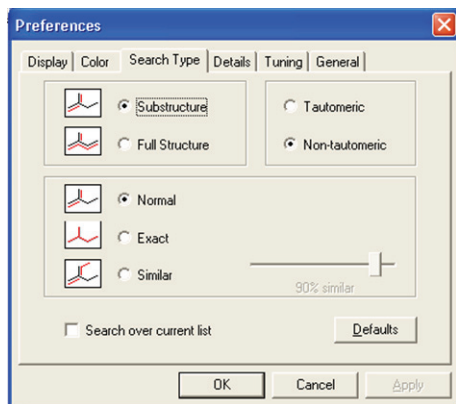 Preferences
Display Color Search Type Details Tuning General
Substructure Tautomeric
Full Structure Non-tautomeric
Normal
Exact
Similar
90% similar
Search over current list Defaults
OK Cancel Apply